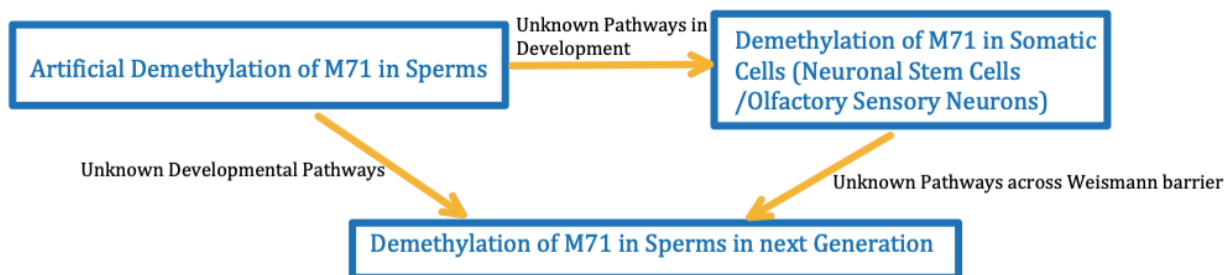 Unknown Pathways in
Development
Artificial Demethylation of M71 in Sperms
Demethylation of M71 in Somatic
Cells (Neuronal Stem Cells
/Olfactory Sensory Neurons)
Unknown Developmental Pathways
Unknown Pathways across Weismann barrier
Demethylation of M71 in Sperms in next Generation